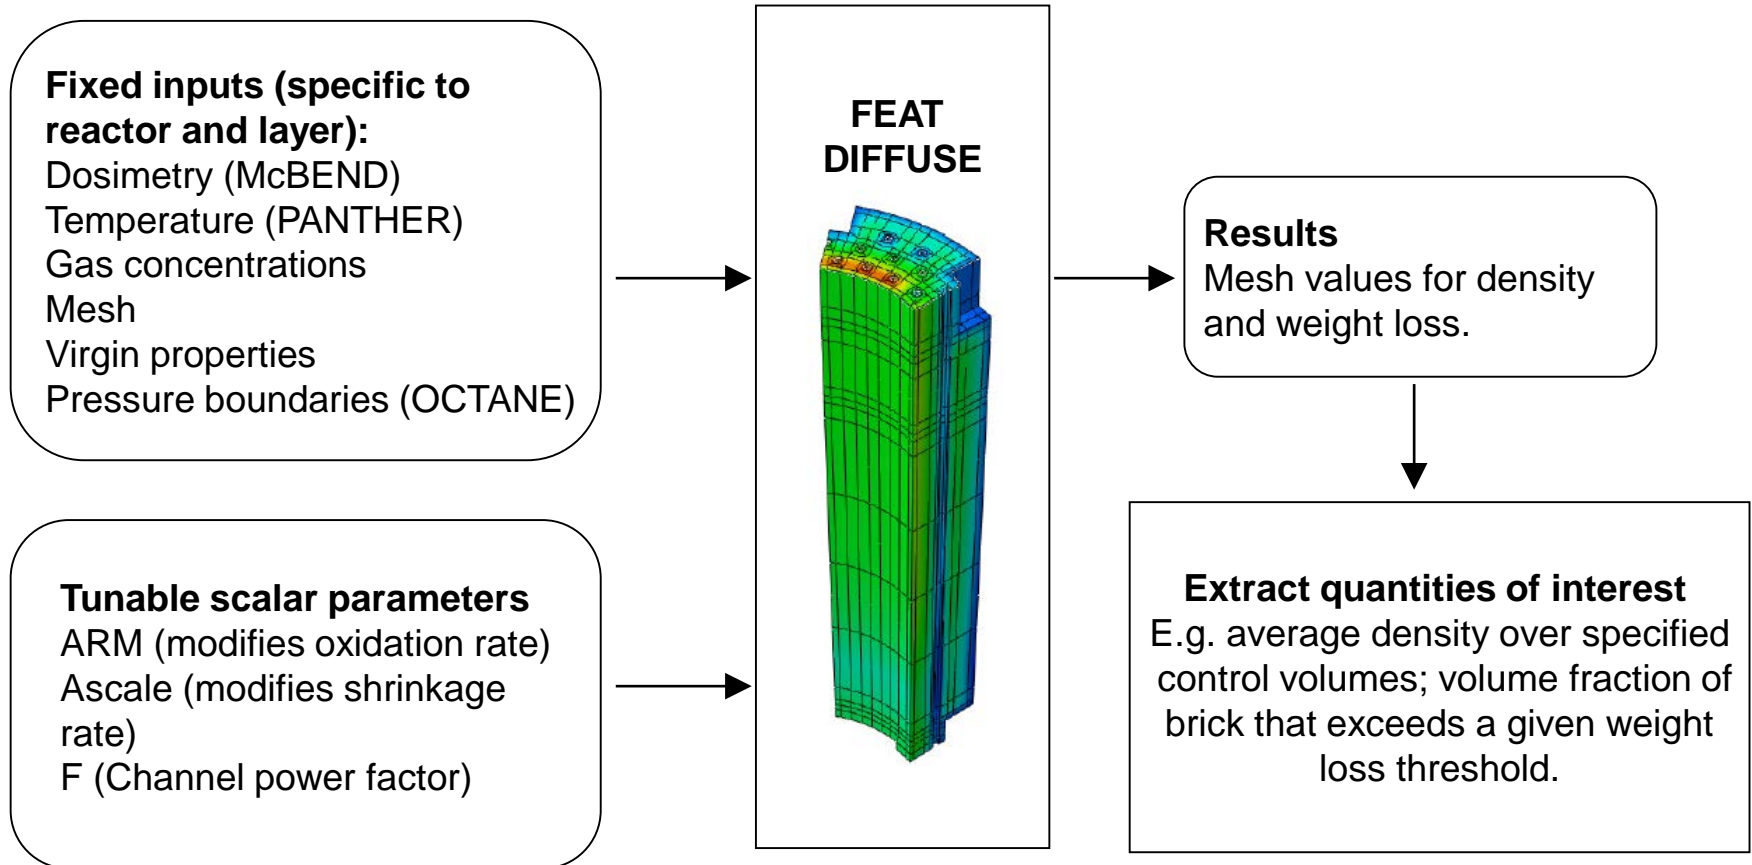 Fixed inputs (specific to
reactor and layer):
Dosimetry (McBEND)
Temperature (PANTHER)
Gas concentrations
Mesh
Virgin properties
Pressure boundaries (OCTANE)
Tunable scalar parameters
ARM (modifies oxidation rate)
Ascale (modifies shrinkage
rate)
F (Channel power factor)
FEAT
DIFFUSE
Results
Mesh values for density
and weight loss.
Extract quantities of interest
E.g. average density over specified
control volumes; volume fraction of
brick that exceeds a given weight
loss threshold.